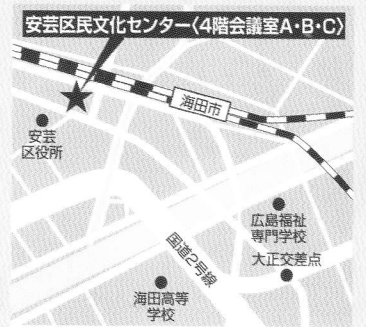 安芸区民文化センター〈4階会議室A・B・C〉
海田市
安芸
区役所
広島福祉
専門学校
国道2号線
大正交差点
海田高等
学校